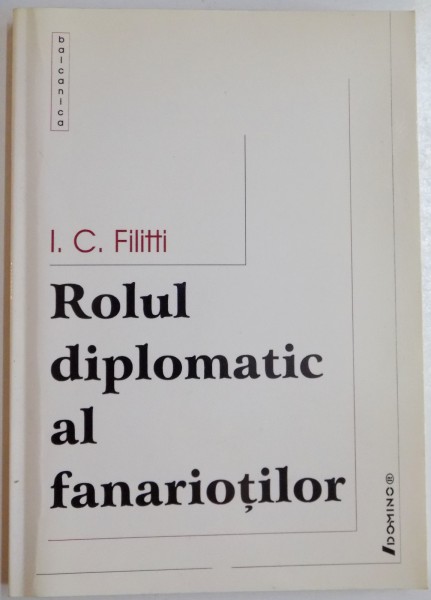 balcanica
I. C. Filitti
Rolul
diplomatic
al
fanarioților
DOMINO®